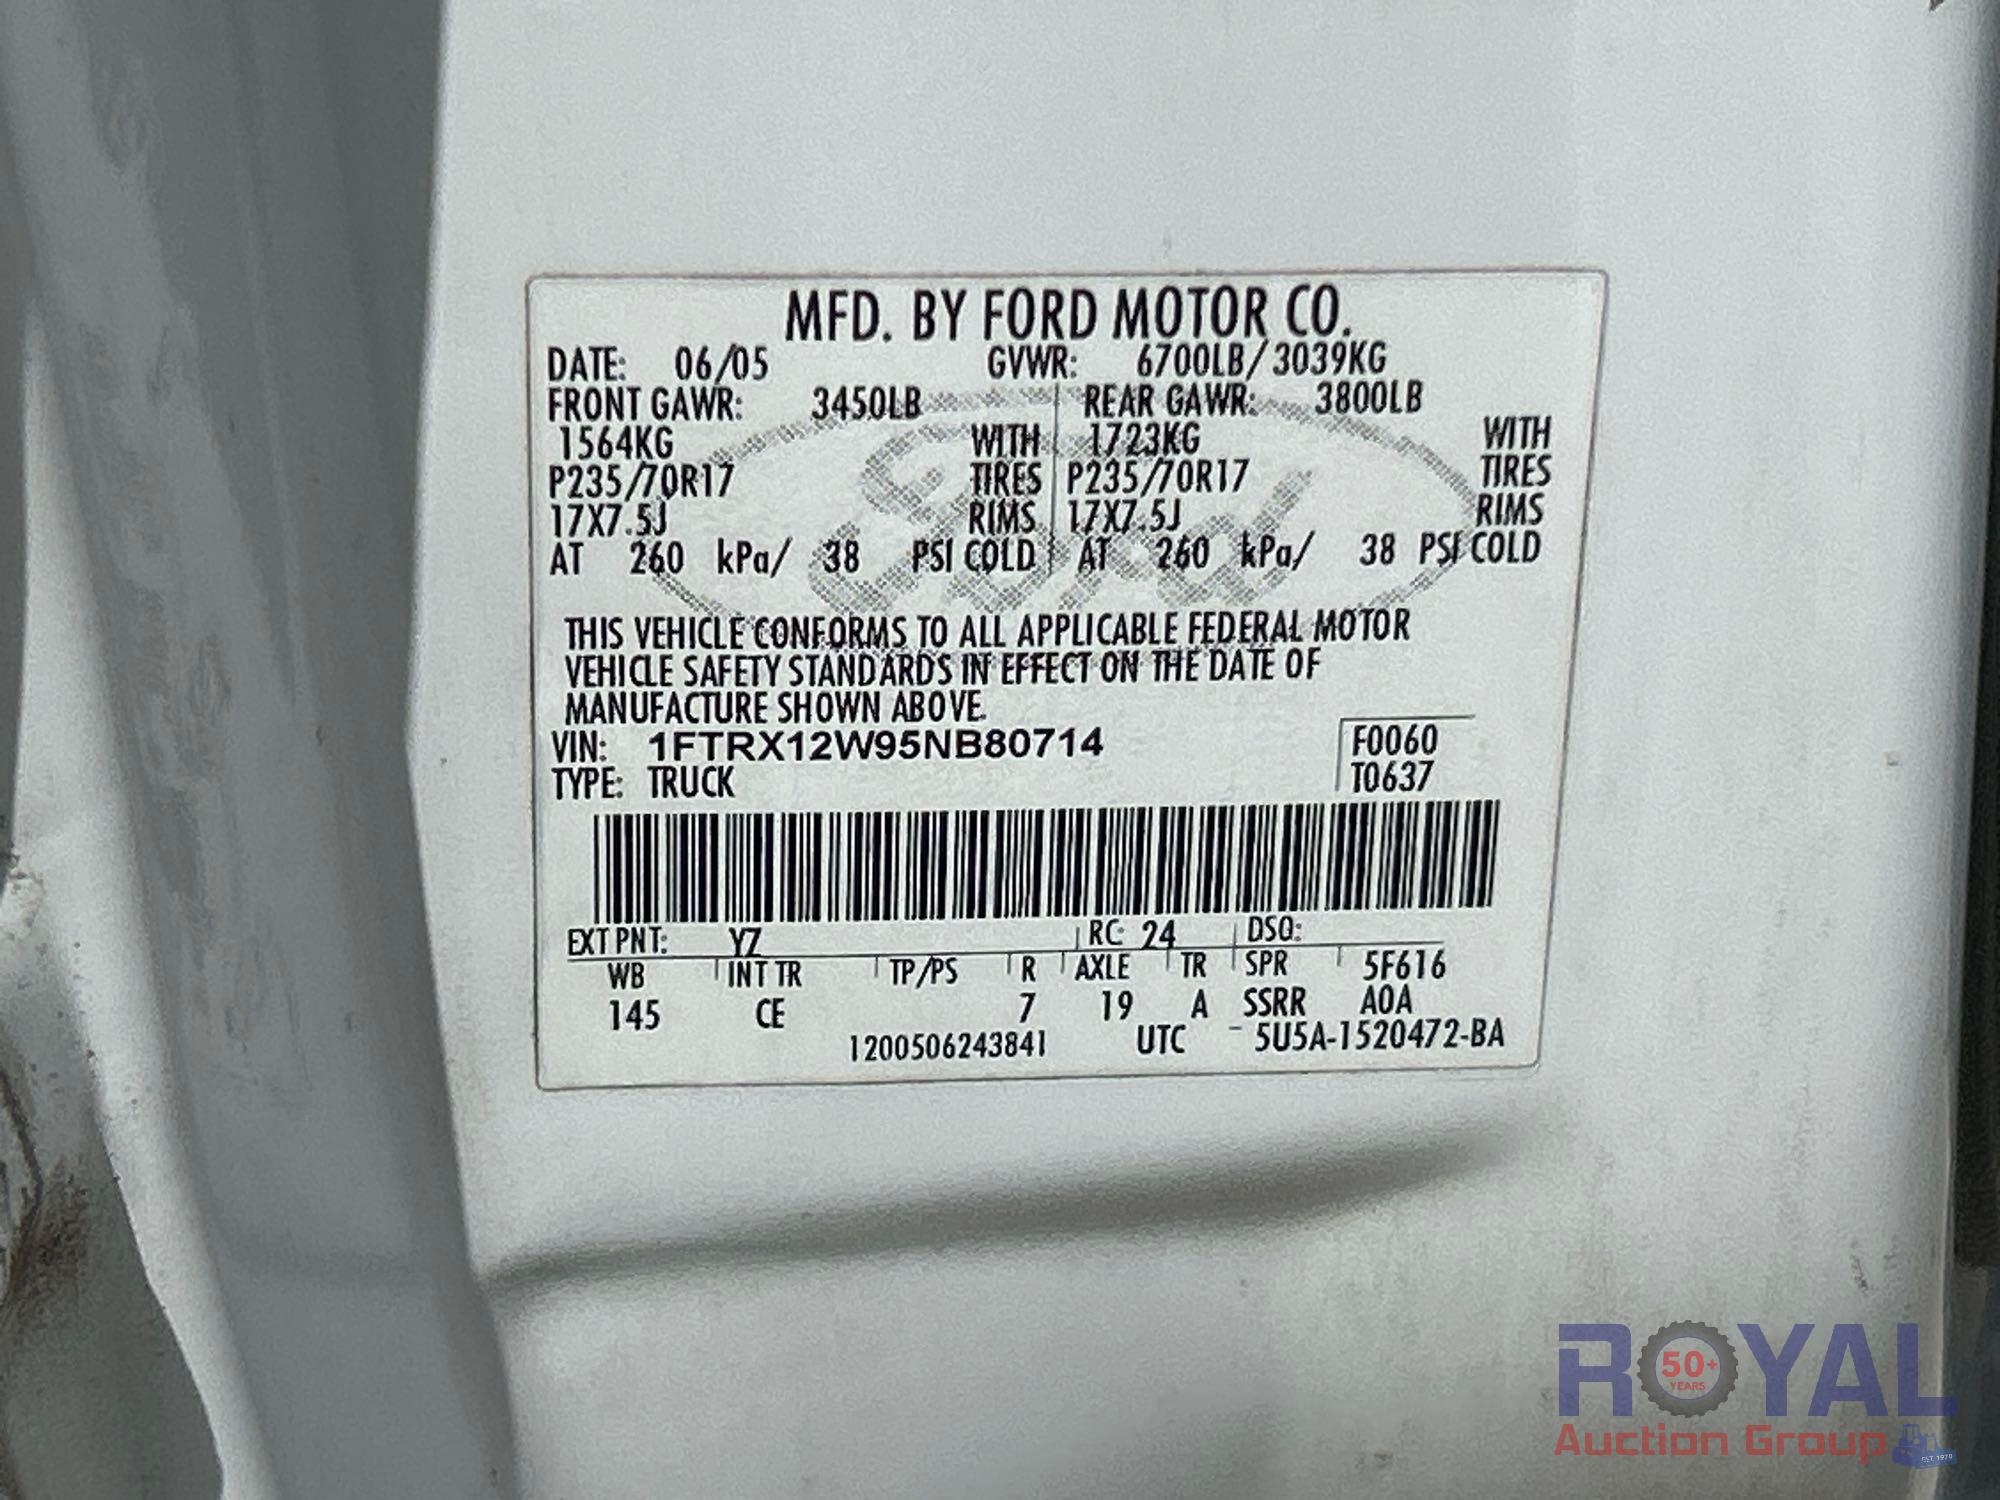 MFD. BY FORD MOTOR CO.
DATE: 06/05 GVWR: 6700LB/3039KG
FRONT GAWR: 3450LB REAR GAWR: 3800LB
1564KG WITH 1723KG WITH
P235/70R17 TIRES P235/70R17 TIRES
17X7.5J RIMS 17X7.5J RIMS
AT 260 kPa/ 38 PSI COLD AT 260 kPa/ 38 PSI COLD
Ford
THIS VEHICLE CONFORMS TO ALL APPLICABLE FEDERAL MOTOR
VEHICLE SAFETY STANDARDS IN EFFECT ON THE DATE OF
MANUFACTURE SHOWN ABOVE.
VIN: 1FTRX12W95NB80714 F0060
TYPE: TRUCK T0637
EXT PNT: YZ RC: 24 DSO:
WB INT TR TP/PS R AXLE TR SPR 5F616
145 CE 7 19 A SSRR A0A
1200506243841 UTC - 5U5A-1520472-BA
ROYAL
50+
YEARS
Auction Group
EST. 1970